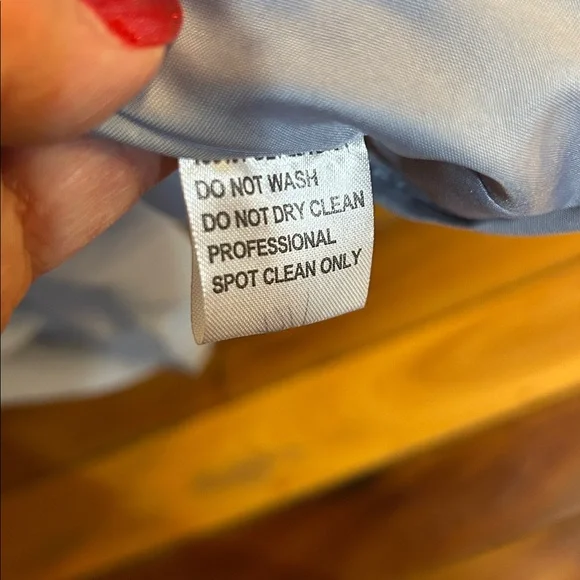 DO NOT WASH
DO NOT DRY CLEAN
PROFESSIONAL
SPOT CLEAN ONLY